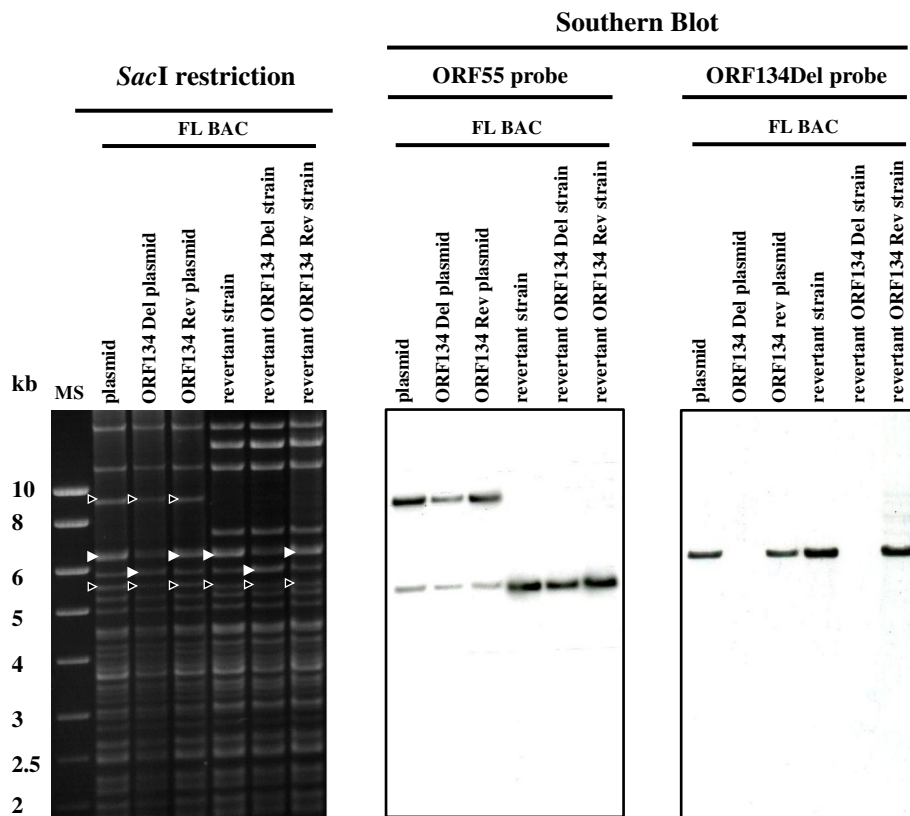 Southern Blot
SacI restriction
ORF55 probe
ORF134Del probe
FL BAC
FL BAC
FL BAC
plasmid
ORF134 Del plasmid
ORF134 Rev plasmid
revertant strain
revertant ORF134 Del strain
revertant ORF134 Rev strain
plasmid
ORF134 Del plasmid
ORF134 Rev plasmid
revertant strain
revertant ORF134 Del strain
revertant ORF134 Rev strain
plasmid
ORF134 Del plasmid
ORF134 rev plasmid
revertant strain
revertant ORF134 Del strain
revertant ORF134 Rev strain
kb
MS
10
8
6
5
4
3
2.5
2